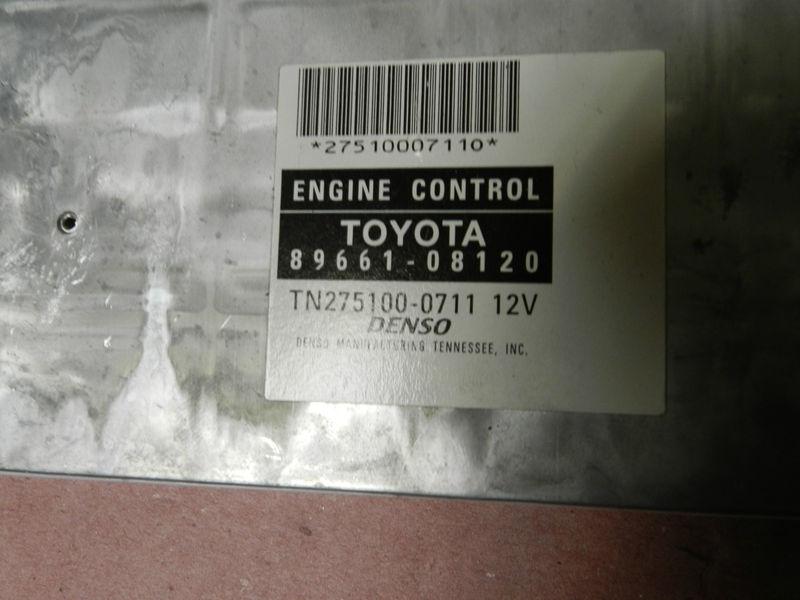 *27510007110*
ENGINE CONTROL
TOYOTA
89661-08120
TN275100-0711 12V
DENSO
DENSO MANUFACTURING TENNESSEE, INC.